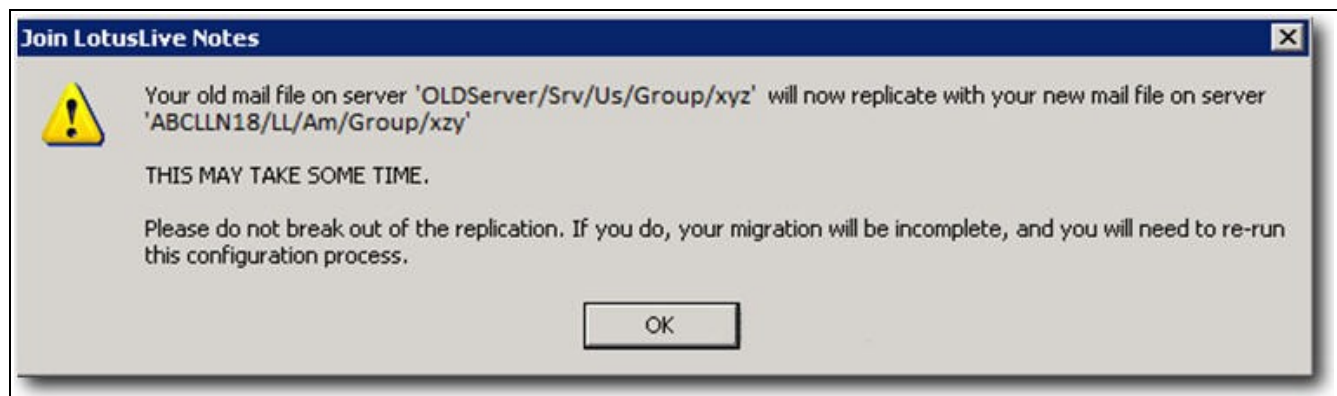 Join LotusLive Notes
Your old mail file on server 'OLDServer/Srv/Us/Group/xyz' will now replicate with your new mail file on server
'ABCLLN18/LL/Am/Group/xzy'
THIS MAY TAKE SOME TIME.
Please do not break out of the replication. If you do, your migration will be incomplete, and you will need to re-run
this configuration process.
OK